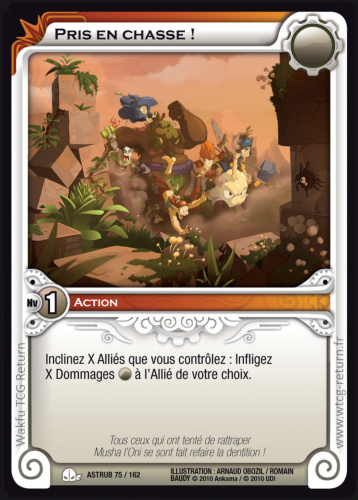 Pris en chasse !
Nv 1 Action
Inclinez X Alliés que vous contrôlez : Infligez
X Dommages à l'Allié de votre choix.
Tous ceux qui ont tenté de rattraper
Musha l'Oni se sont fait refaire la dentition !
ASTRUB 75 / 162
ILLUSTRATION : ARNAUD OBOZIL / ROMAIN
BAUDY © 2010 Ankama / © 2010 UDI
Wakfu TCG Return
www.wtcg-return.fr